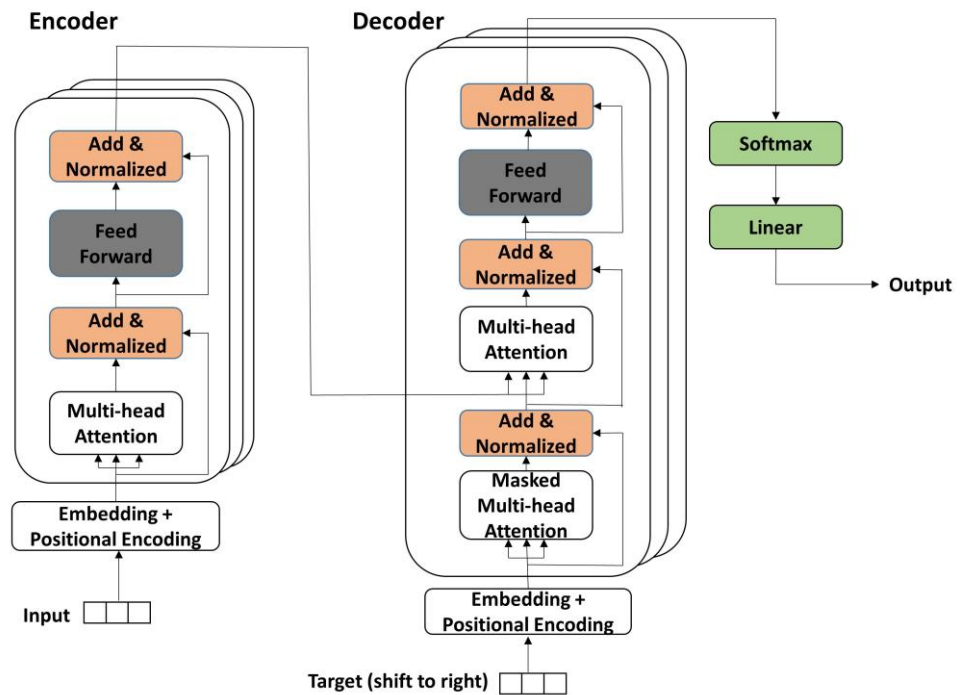 Encoder
Add &
Normalized
Feed
Forward
Add &
Normalized
Multi-head
Attention
Embedding +
Positional Encoding
Input
Decoder
Add &
Normalized
Feed
Forward
Add &
Normalized
Multi-head
Attention
Add &
Normalized
Masked
Multi-head
Attention
Embedding +
Positional Encoding
Target (shift to right)
Softmax
Linear
Output